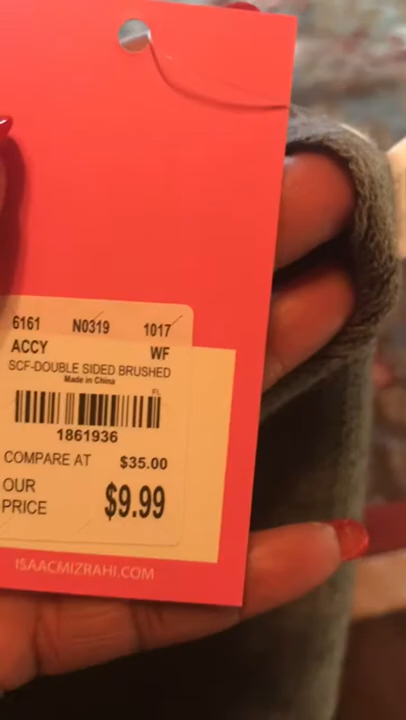 6161 N0319 1017
ACCY WF
SCF-DOUBLE SIDED BRUSHED
Made in China
FL
1861936
COMPARE AT $35.00
OUR PRICE $9.99
ISAACMIZRAHI.COM